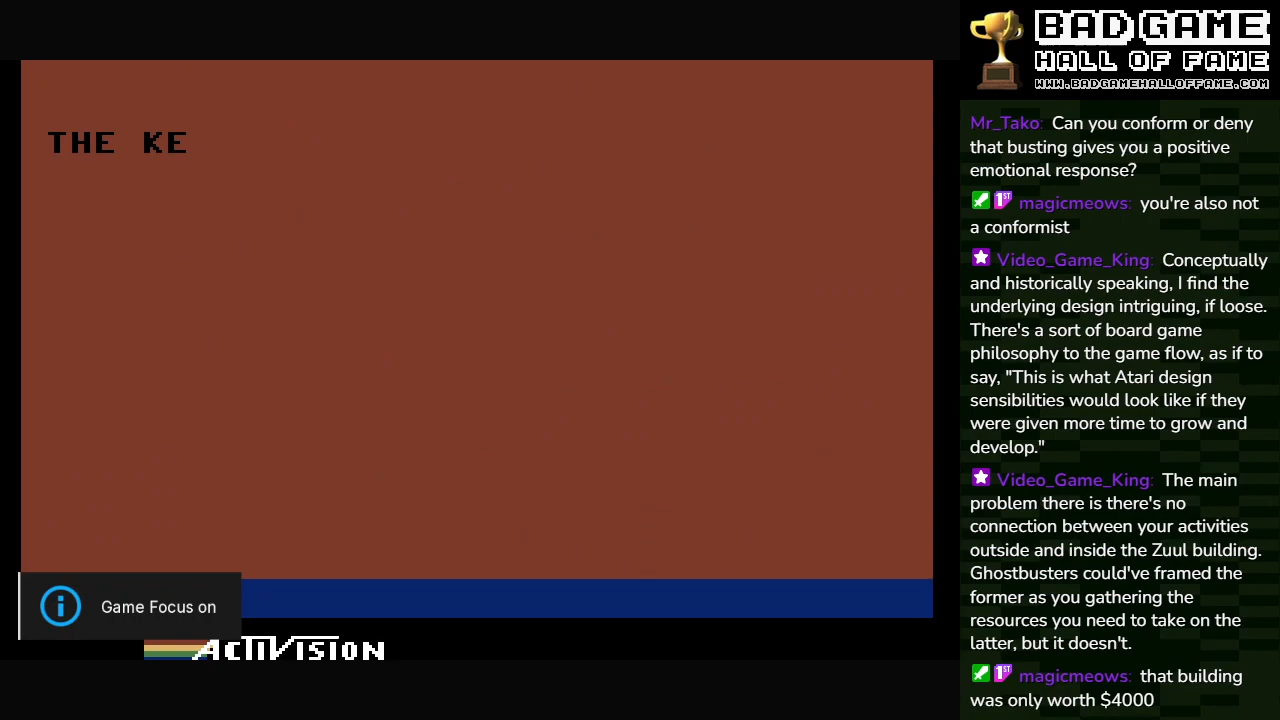 THE KE
Game Focus on
ACTIVISION
BAD GAME
HALL OF FAME
WWW.BADGAMEHALLOFFAME.COM
Mr_Tako: Can you conform or deny
that busting gives you a positive
emotional response?
1ST magicmeows: you're also not
a conformist
Video_Game_King: Conceptually
and historically speaking, I find the
underlying design intriguing, if loose.
There's a sort of board game
philosophy to the game flow, as if to
say, "This is what Atari design
sensibilities would look like if they
were given more time to grow and
develop."
Video_Game_King: The main
problem there is there's no
connection between your activities
outside and inside the Zuul building.
Ghostbusters could've framed the
former as you gathering the
resources you need to take on the
latter, but it doesn't.
1ST magicmeows: that building
was only worth $4000